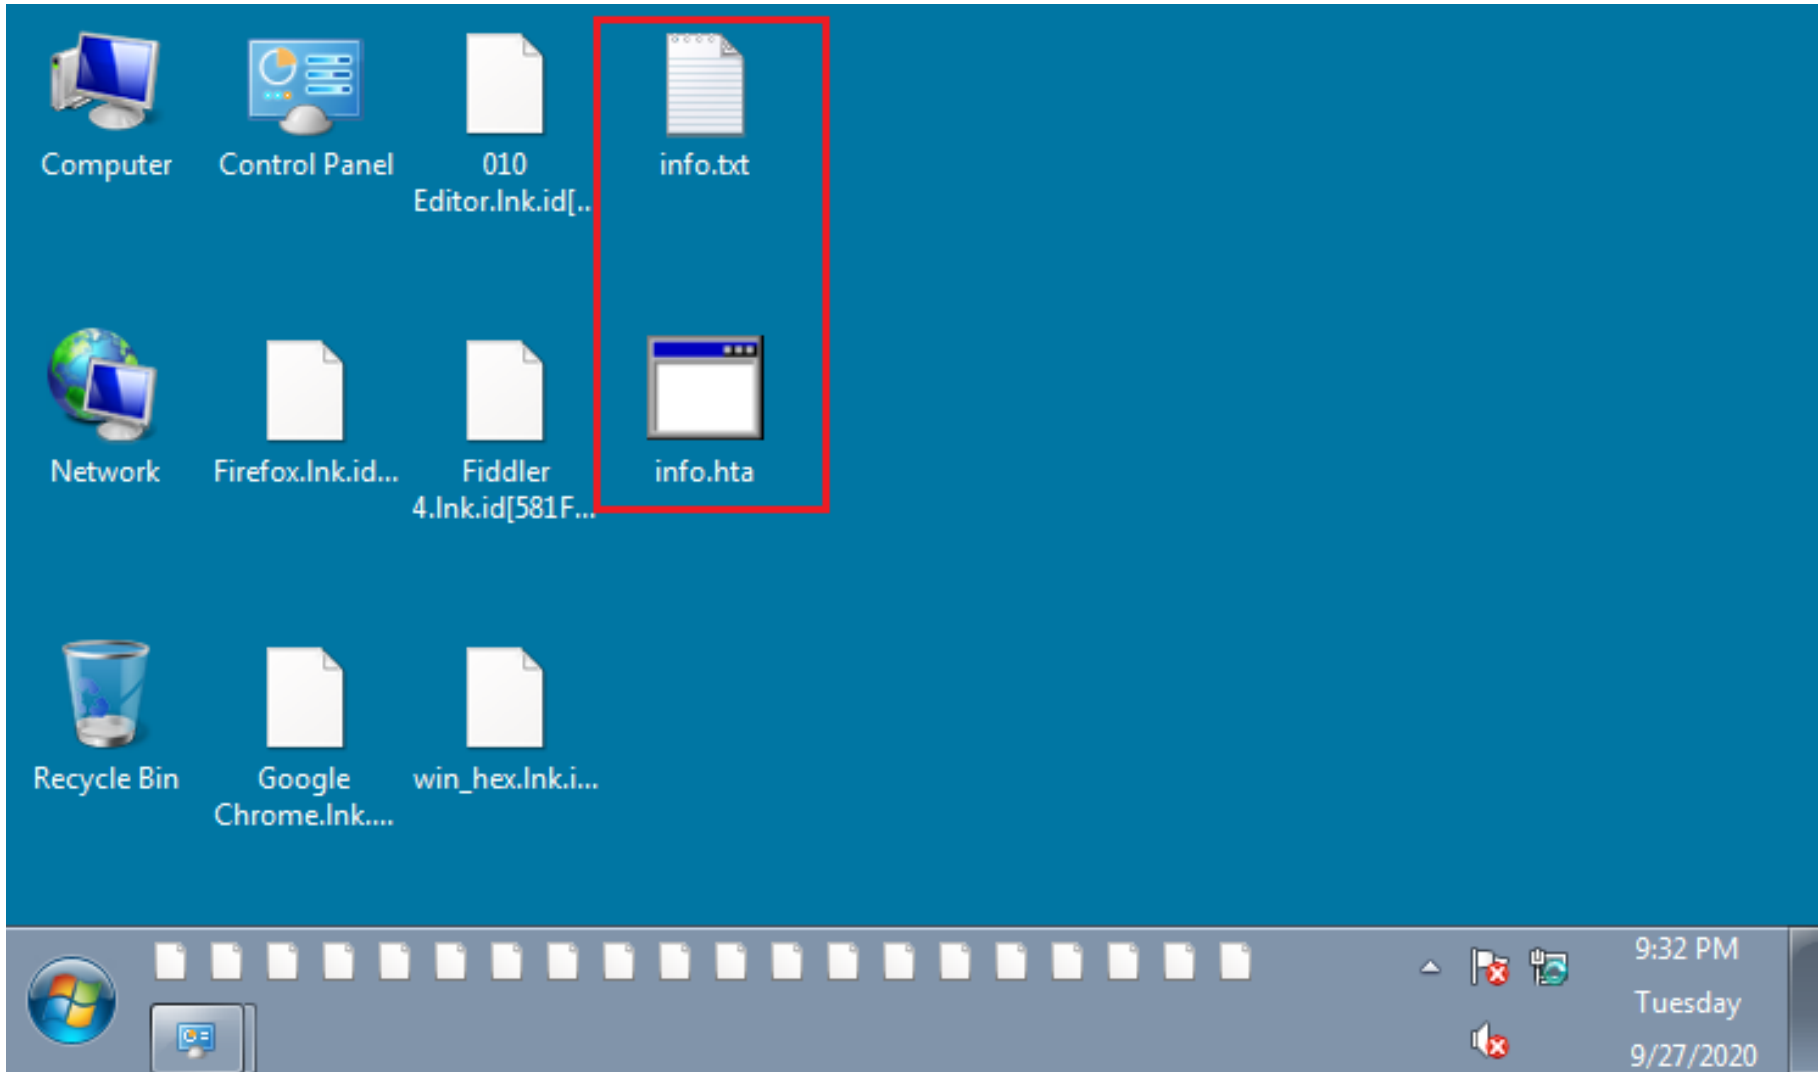 Computer
Control Panel
010
Editor.lnk.id[...
info.txt
Network
Firefox.lnk.id...
Fiddler
4.lnk.id[581F...
info.hta
Recycle Bin
Google
Chrome.lnk....
win_hex.lnk.i...
9:32 PM
Tuesday
9/27/2020